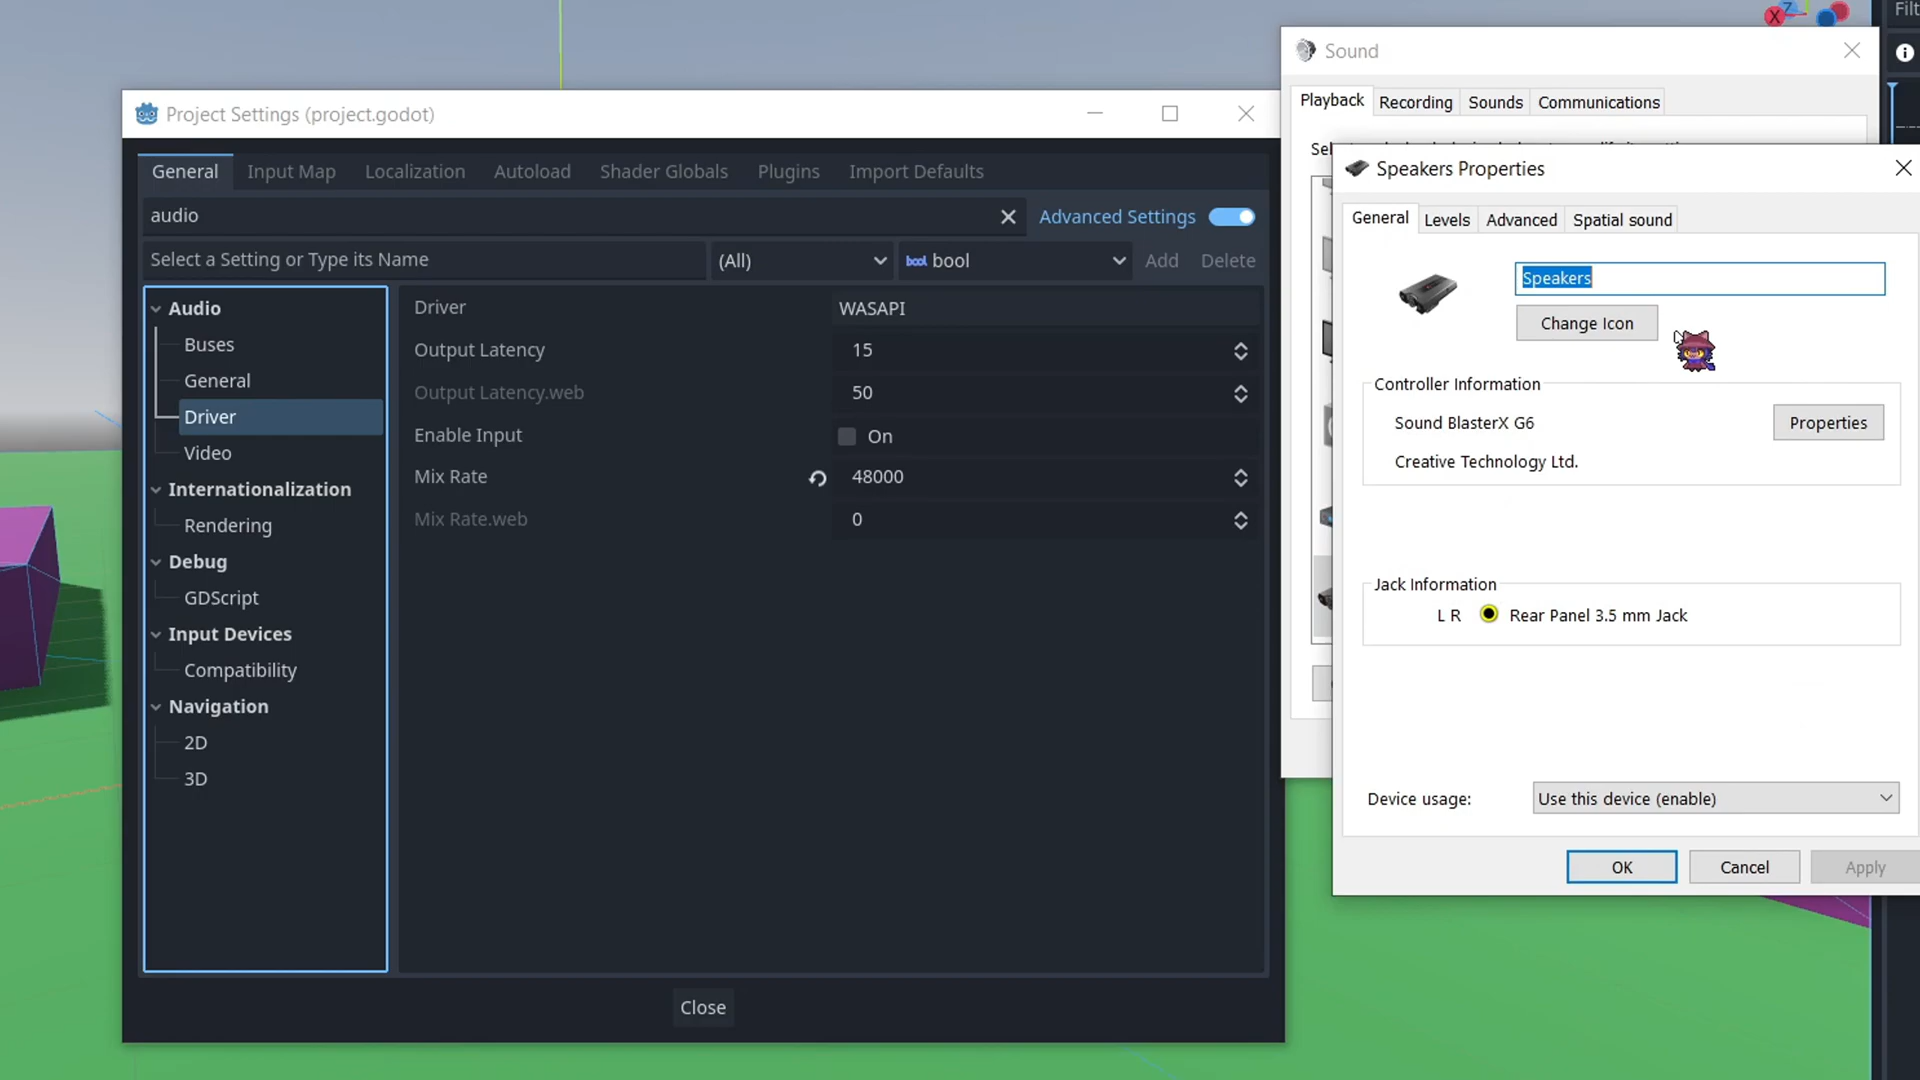 Project Settings (project.godot)
General Input Map Localization Autoload Shader Globals Plugins Import Defaults
audio
Advanced Settings
Select a Setting or Type its Name
(All)
bool bool
Add Delete
Audio
Buses
General
Driver
Video
Internationalization
Rendering
Debug
GDScript
Input Devices
Compatibility
Navigation
2D
3D
Driver WASAPI
Output Latency 15
Output Latency.web 50
Enable Input On
Mix Rate 48000
Mix Rate.web 0
Close
X Z
Sound
Playback Recording Sounds Communications
Speakers Properties
General Levels Advanced Spatial sound
Speakers
Change Icon
Controller Information
Sound BlasterX G6
Properties
Creative Technology Ltd.
Jack Information
L R Rear Panel 3.5 mm Jack
Device usage: Use this device (enable)
OK Cancel Apply